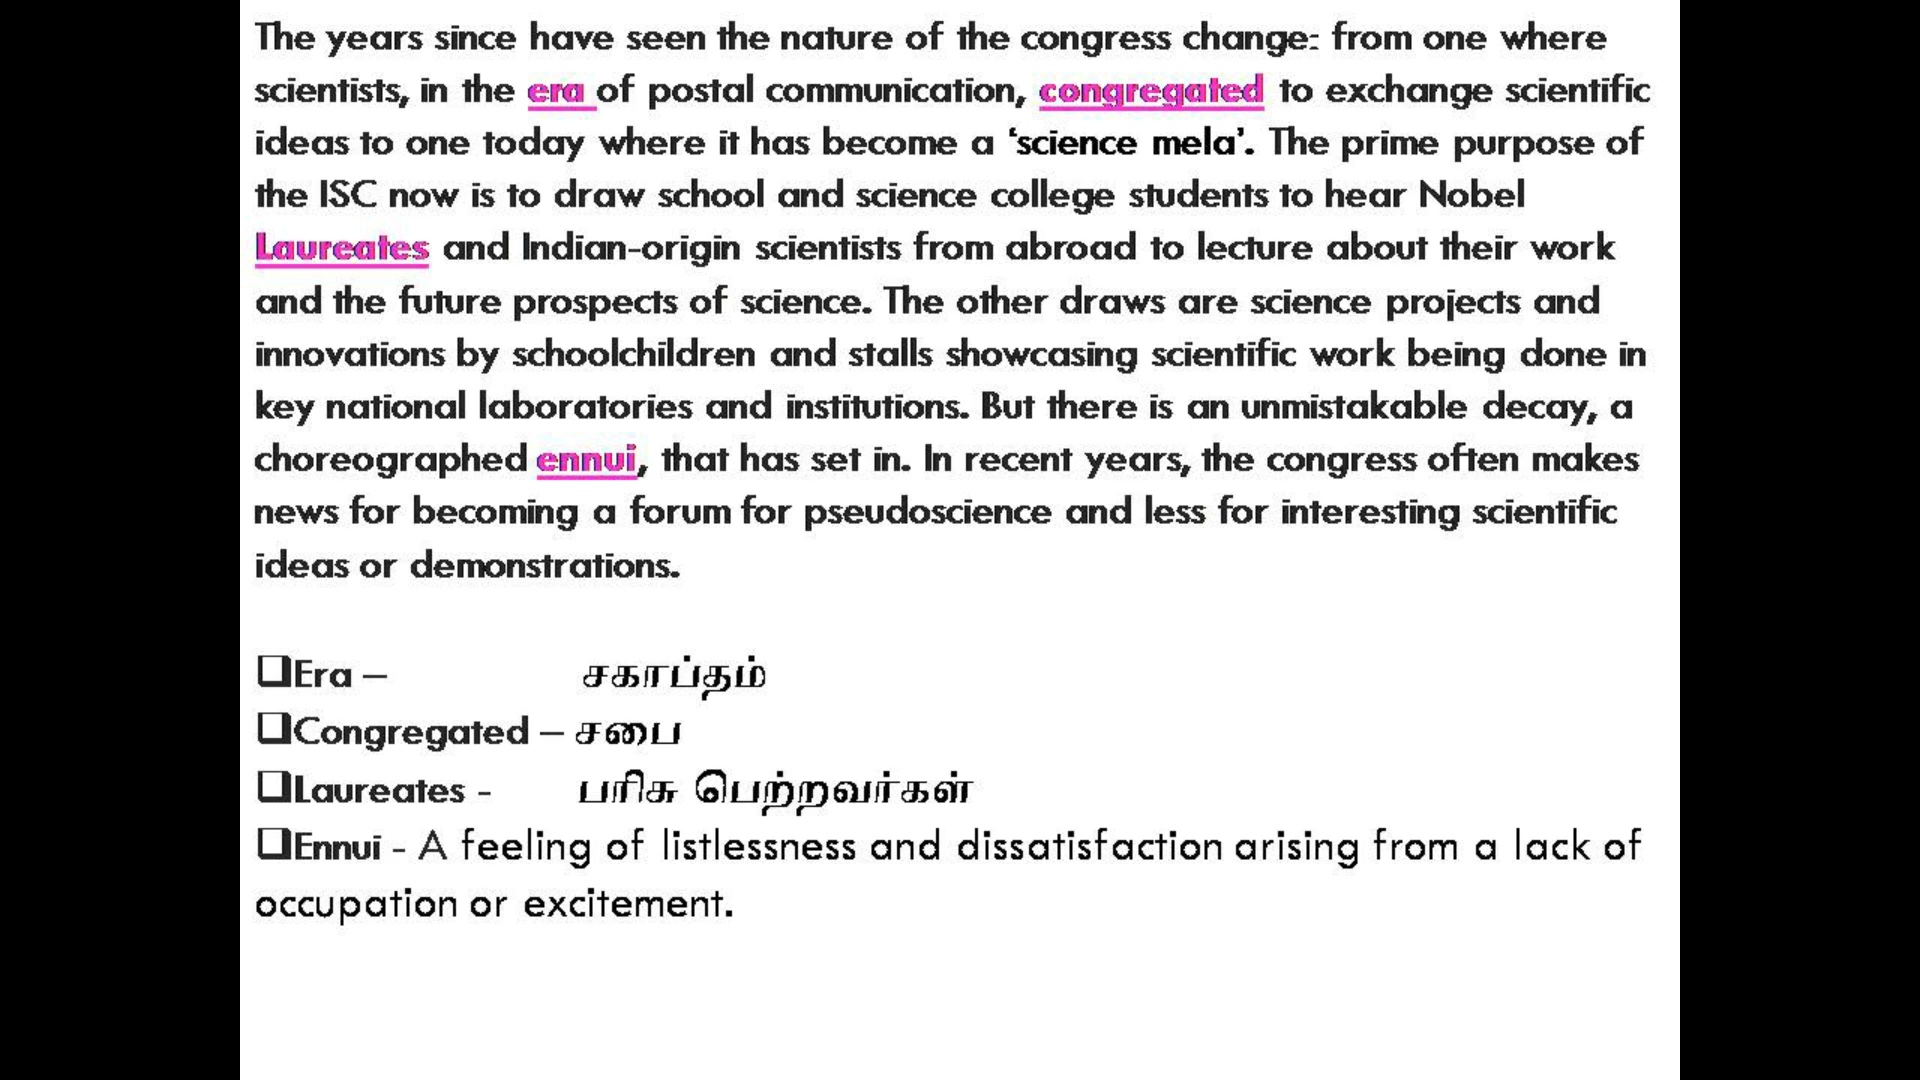 The years since have seen the nature of the congress change: from one where
scientists, in the era of postal communication, congregated to exchange scientific
ideas to one today where it has become a ‘science mela’. The prime purpose of
the ISC now is to draw school and science college students to hear Nobel
Laureates and Indian-origin scientists from abroad to lecture about their work
and the future prospects of science. The other draws are science projects and
innovations by schoolchildren and stalls showcasing scientific work being done in
key national laboratories and institutions. But there is an unmistakable decay, a
choreographed ennui, that has set in. In recent years, the congress often makes
news for becoming a forum for pseudoscience and less for interesting scientific
ideas or demonstrations.
❑Era – சகாப்தம்
❑Congregated – சபை
❑Laureates - பரிசு பெற்றவர்கள்
❑Ennui - A feeling of listlessness and dissatisfaction arising from a lack of
occupation or excitement.